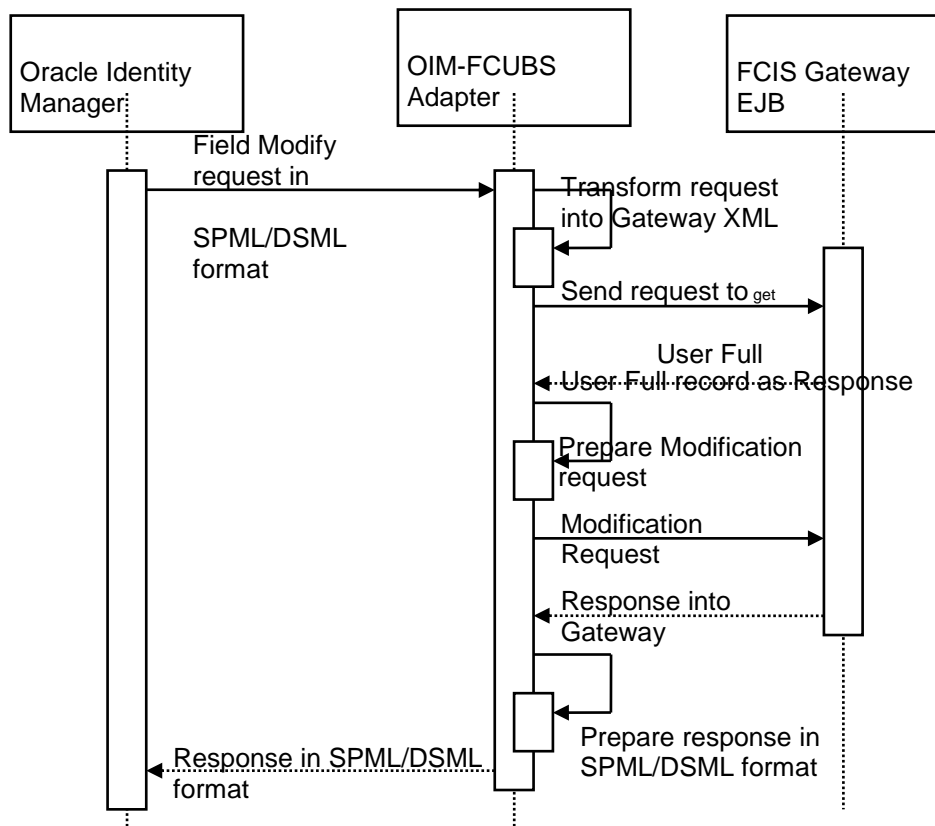 Oracle Identity
Manager
OIM-FCUBS
Adapter
FCIS Gateway
EJB
Field Modify
request in
SPML/DSML
format
Transform request
into Gateway XML
Send request to get
User Full
User Full record as Response
Prepare Modification
request
Modification
Request
Response into
Gateway
Prepare response in
SPML/DSML format
Response in SPML/DSML
format